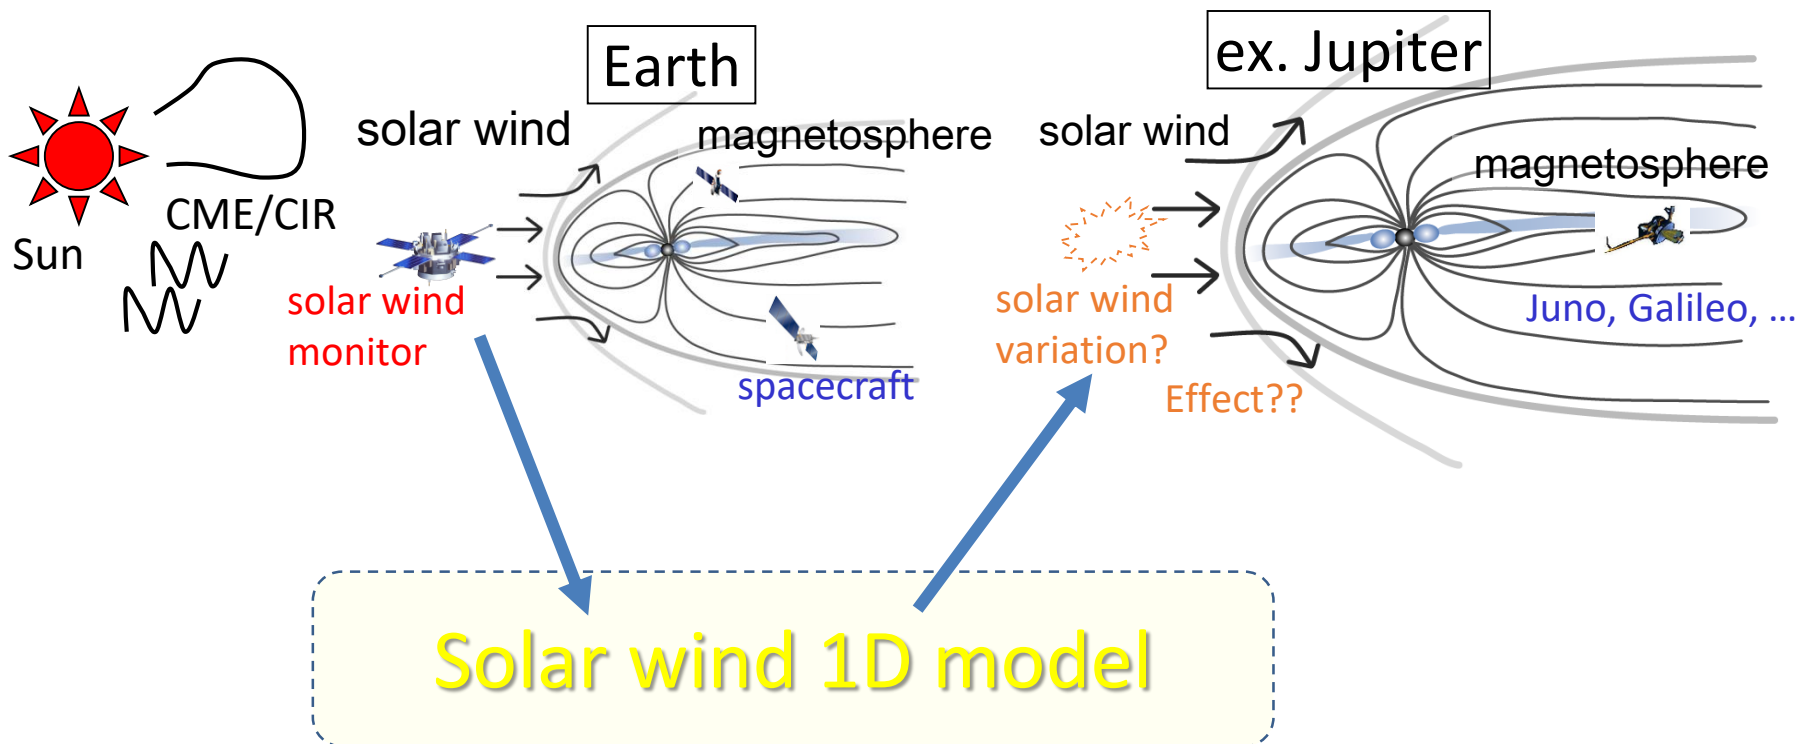 Earth
ex. Jupiter
solar wind
magnetosphere
solar wind
magnetosphere
CME/CIR
Sun
solar wind
monitor
spacecraft
solar wind
variation?
Effect??
Juno, Galileo, ...
Solar wind 1D model